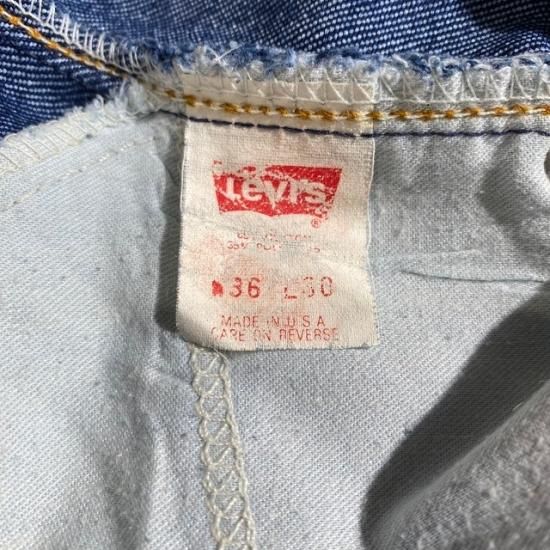 Levi's
®
36 L30
MADE IN U S A
CARE ON REVERSE